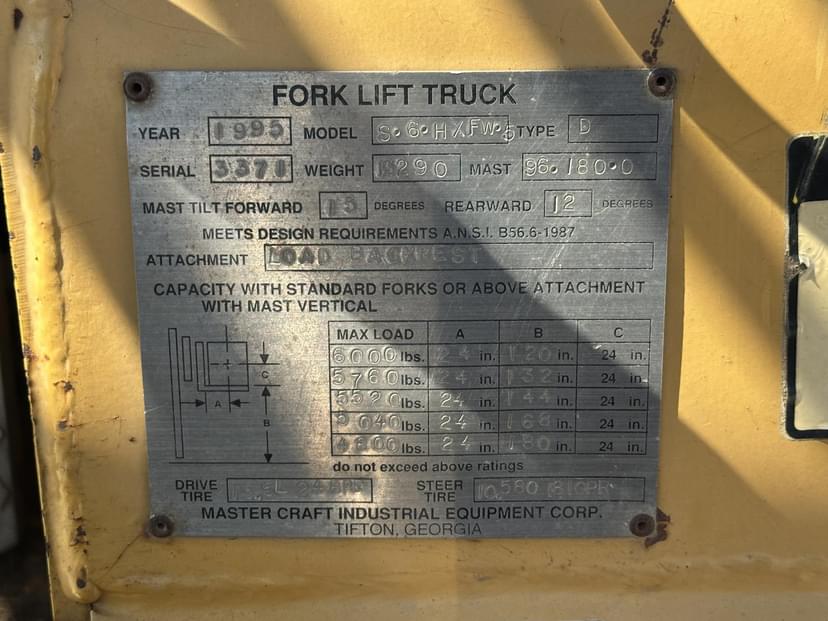 FORK LIFT TRUCK
YEAR 1995 MODEL S·6·HXFW·5 TYPE D
SERIAL 3371 WEIGHT 290 MAST 96·180·0
MAST TILT FORWARD 15 DEGREES REARWARD 12 DEGREES
MEETS DESIGN REQUIREMENTS A.N.S.I. B56.6-1987
ATTACHMENT LOAD BACKREST
CAPACITY WITH STANDARD FORKS OR ABOVE ATTACHMENT
WITH MAST VERTICAL
MAX LOAD A B C
6000 lbs. 24 in. 120 in. 24 in.
5760 lbs. 24 in. 132 in. 24 in.
5520 lbs. 24 in. 144 in. 24 in.
5040 lbs. 24 in. 168 in. 24 in.
4800 lbs. 24 in. 180 in. 24 in.
C
A
B
do not exceed above ratings
DRIVE TIRE STEER TIRE
MASTER CRAFT INDUSTRIAL EQUIPMENT CORP.
TIFTON, GEORGIA